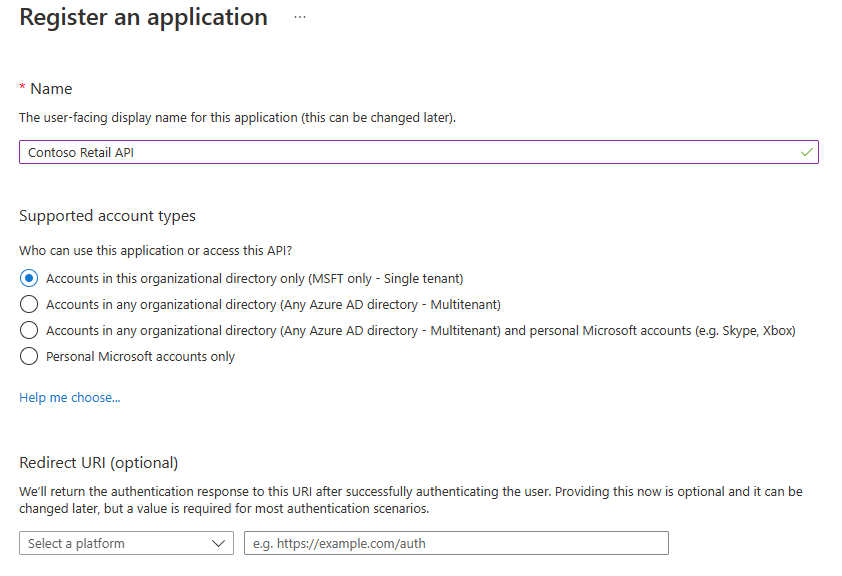 Register an application ...
* Name
The user-facing display name for this application (this can be changed later).
Contoso Retail API
Supported account types
Who can use this application or access this API?
Accounts in this organizational directory only (MSFT only - Single tenant)
Accounts in any organizational directory (Any Azure AD directory - Multitenant)
Accounts in any organizational directory (Any Azure AD directory - Multitenant) and personal Microsoft accounts (e.g. Skype, Xbox)
Personal Microsoft accounts only
Help me choose...
Redirect URI (optional)
We'll return the authentication response to this URI after successfully authenticating the user. Providing this now is optional and it can be
changed later, but a value is required for most authentication scenarios.
Select a platform
e.g. https://example.com/auth